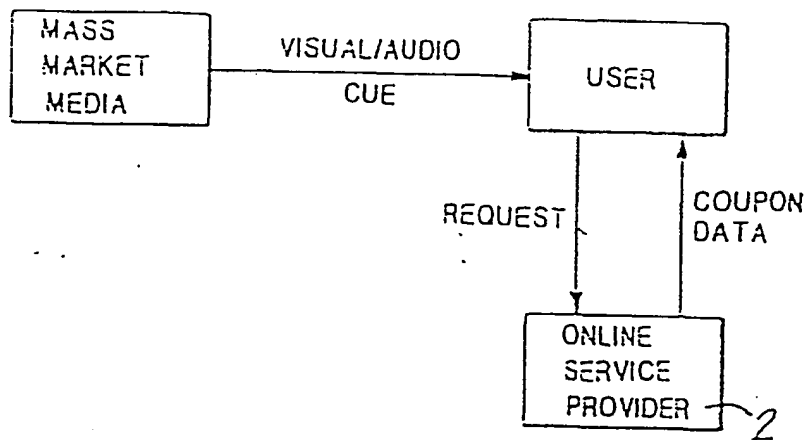 MASS
MARKET
MEDIA
VISUAL/AUDIO
CUE
USER
REQUEST
COUPON
DATA
ONLINE
SERVICE
PROVIDER
2